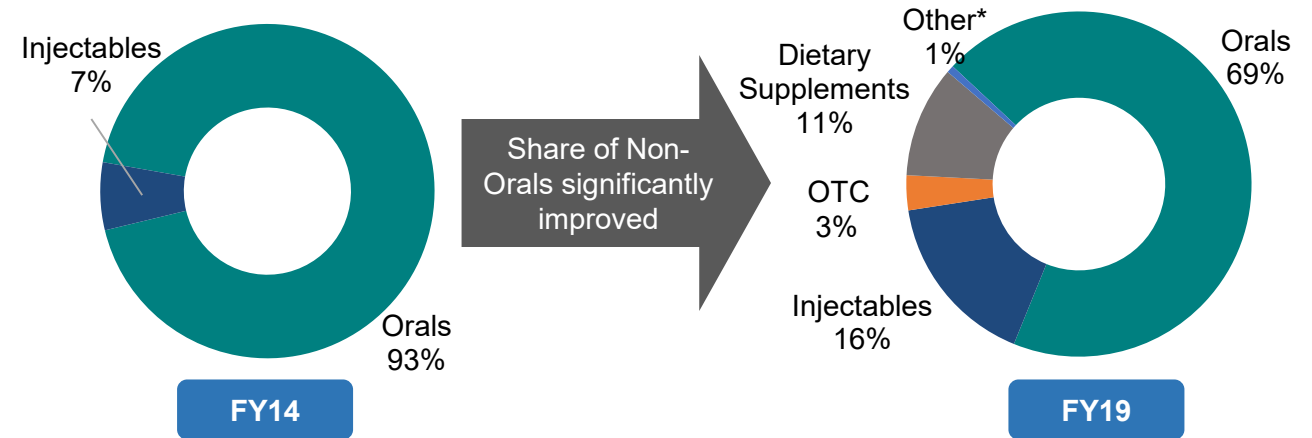 Injectables
7%
Orals
93%
FY14
Share of Non-
Orals significantly
improved
Other*
1%
Dietary
Supplements
11%
OTC
3%
Injectables
16%
Orals
69%
FY19